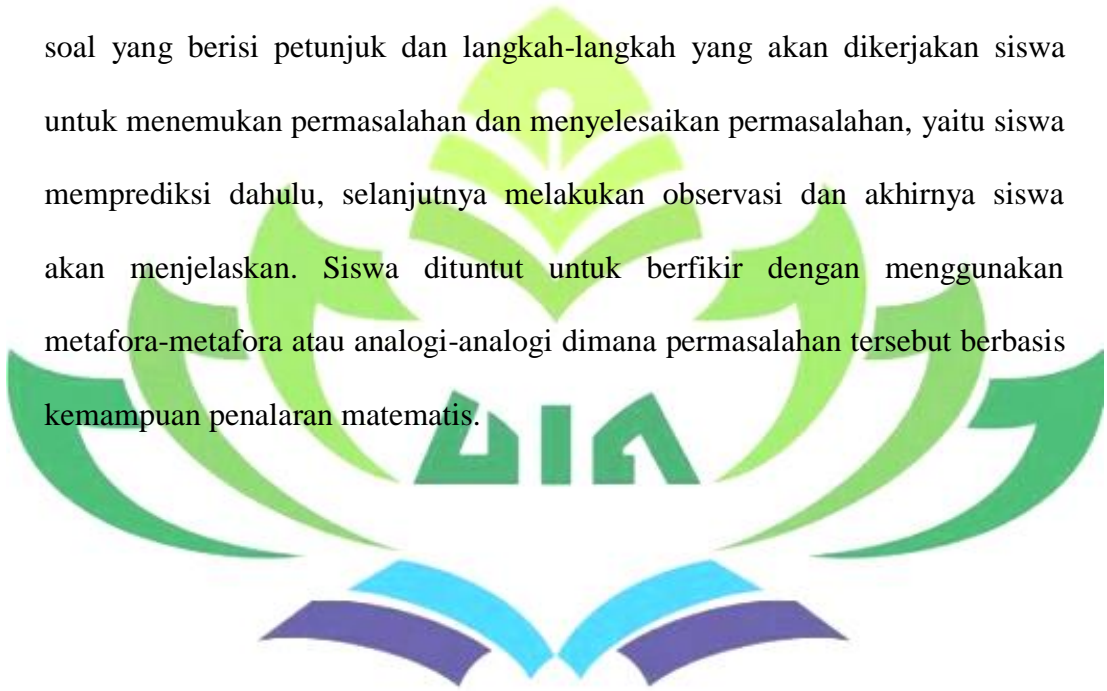 soal yang berisi petunjuk dan langkah-langkah yang akan dikerjakan siswa
untuk menemukan permasalahan dan menyelesaikan permasalahan, yaitu siswa
memprediksi dahulu, selanjutnya melakukan observasi dan akhirnya siswa
akan menjelaskan. Siswa dituntut untuk berfikir dengan menggunakan
metafora-metafora atau analogi-analogi dimana permasalahan tersebut berbasis
kemampuan penalaran matematis.